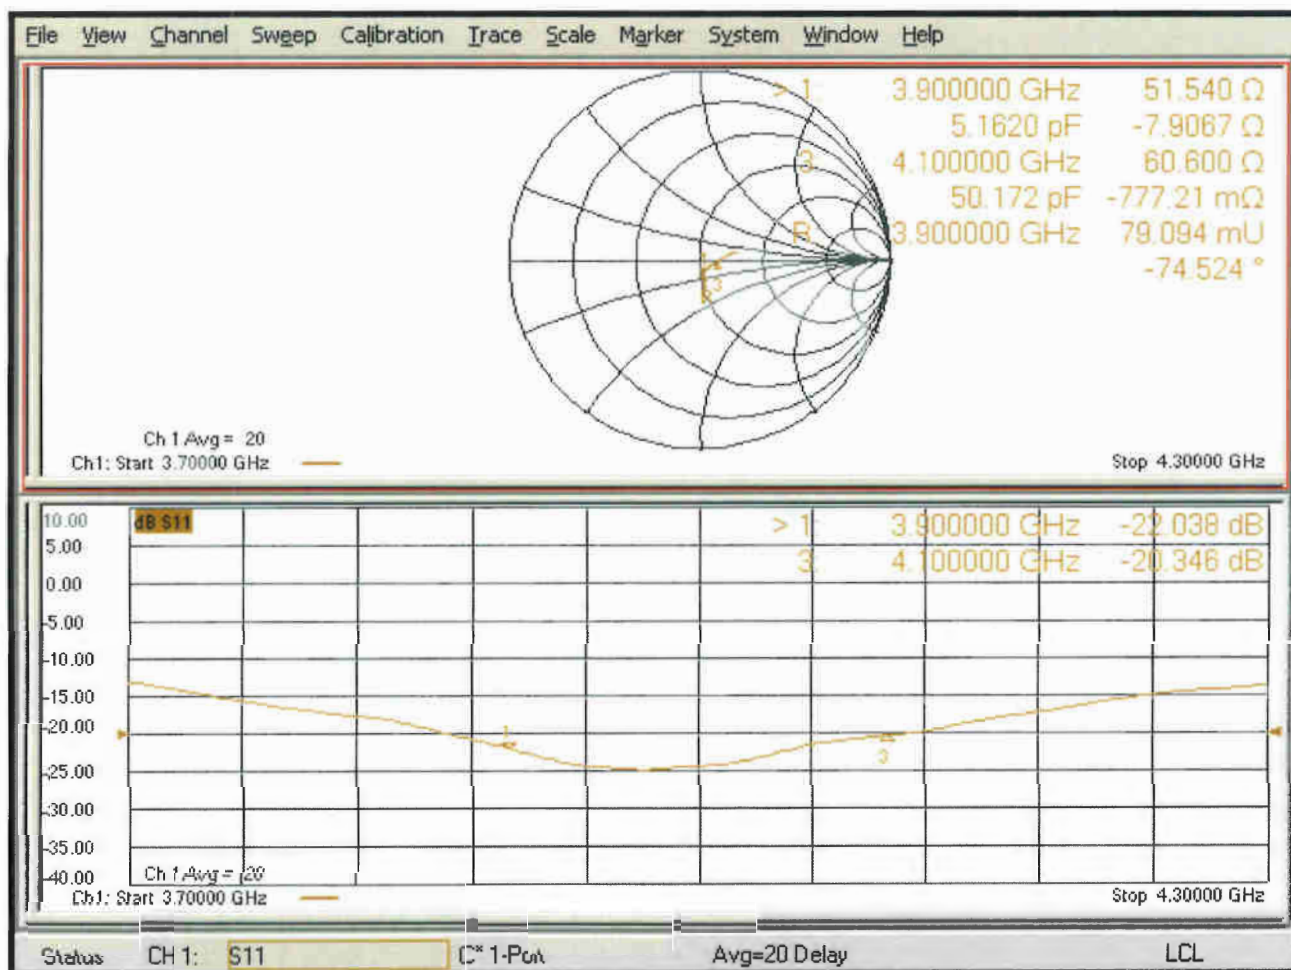 File View Channel Sweep Calibration Trace Scale Marker System Window Help
> 1: 3.900000 GHz 51.540 Ω
5.1620 pF -7.9067 Ω
3: 4.100000 GHz 60.600 Ω
50.172 pF -777.21 mΩ
R: 3.900000 GHz 79.094 mU
-74.524 °
3
Ch 1 Avg = 20
Ch1: Start 3.70000 GHz
Stop 4.30000 GHz
10.00
dB S11
> 1: 3.900000 GHz -22.038 dB
5.00
3: 4.100000 GHz -20.346 dB
0.00
-5.00
-10.00
-15.00
-20.00
1
3
-25.00
-30.00
-35.00
-40.00
Ch 1 Avg = 20
Ch1: Start 3.70000 GHz
Stop 4.30000 GHz
Status CH 1: S11 C* 1-Port Avg=20 Delay LCL